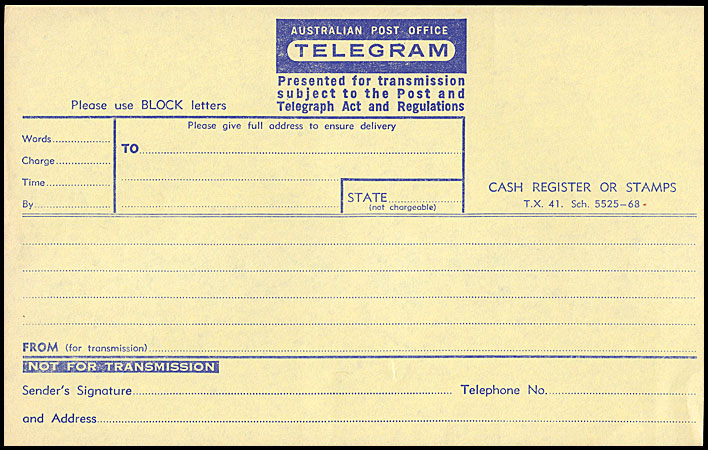 AUSTRALIAN POST OFFICE
TELEGRAM
Presented for transmission
subject to the Post and
Telegraph Act and Regulations
Please use BLOCK letters
Please give full address to ensure delivery
Words
TO
Charge
Time
STATE
(not chargeable)
By
CASH REGISTER OR STAMPS
T.X. 41. Sch. 5525-68-
FROM (for transmission)
NOT FOR TRANSMISSION
Sender's Signature Telephone No.
and Address